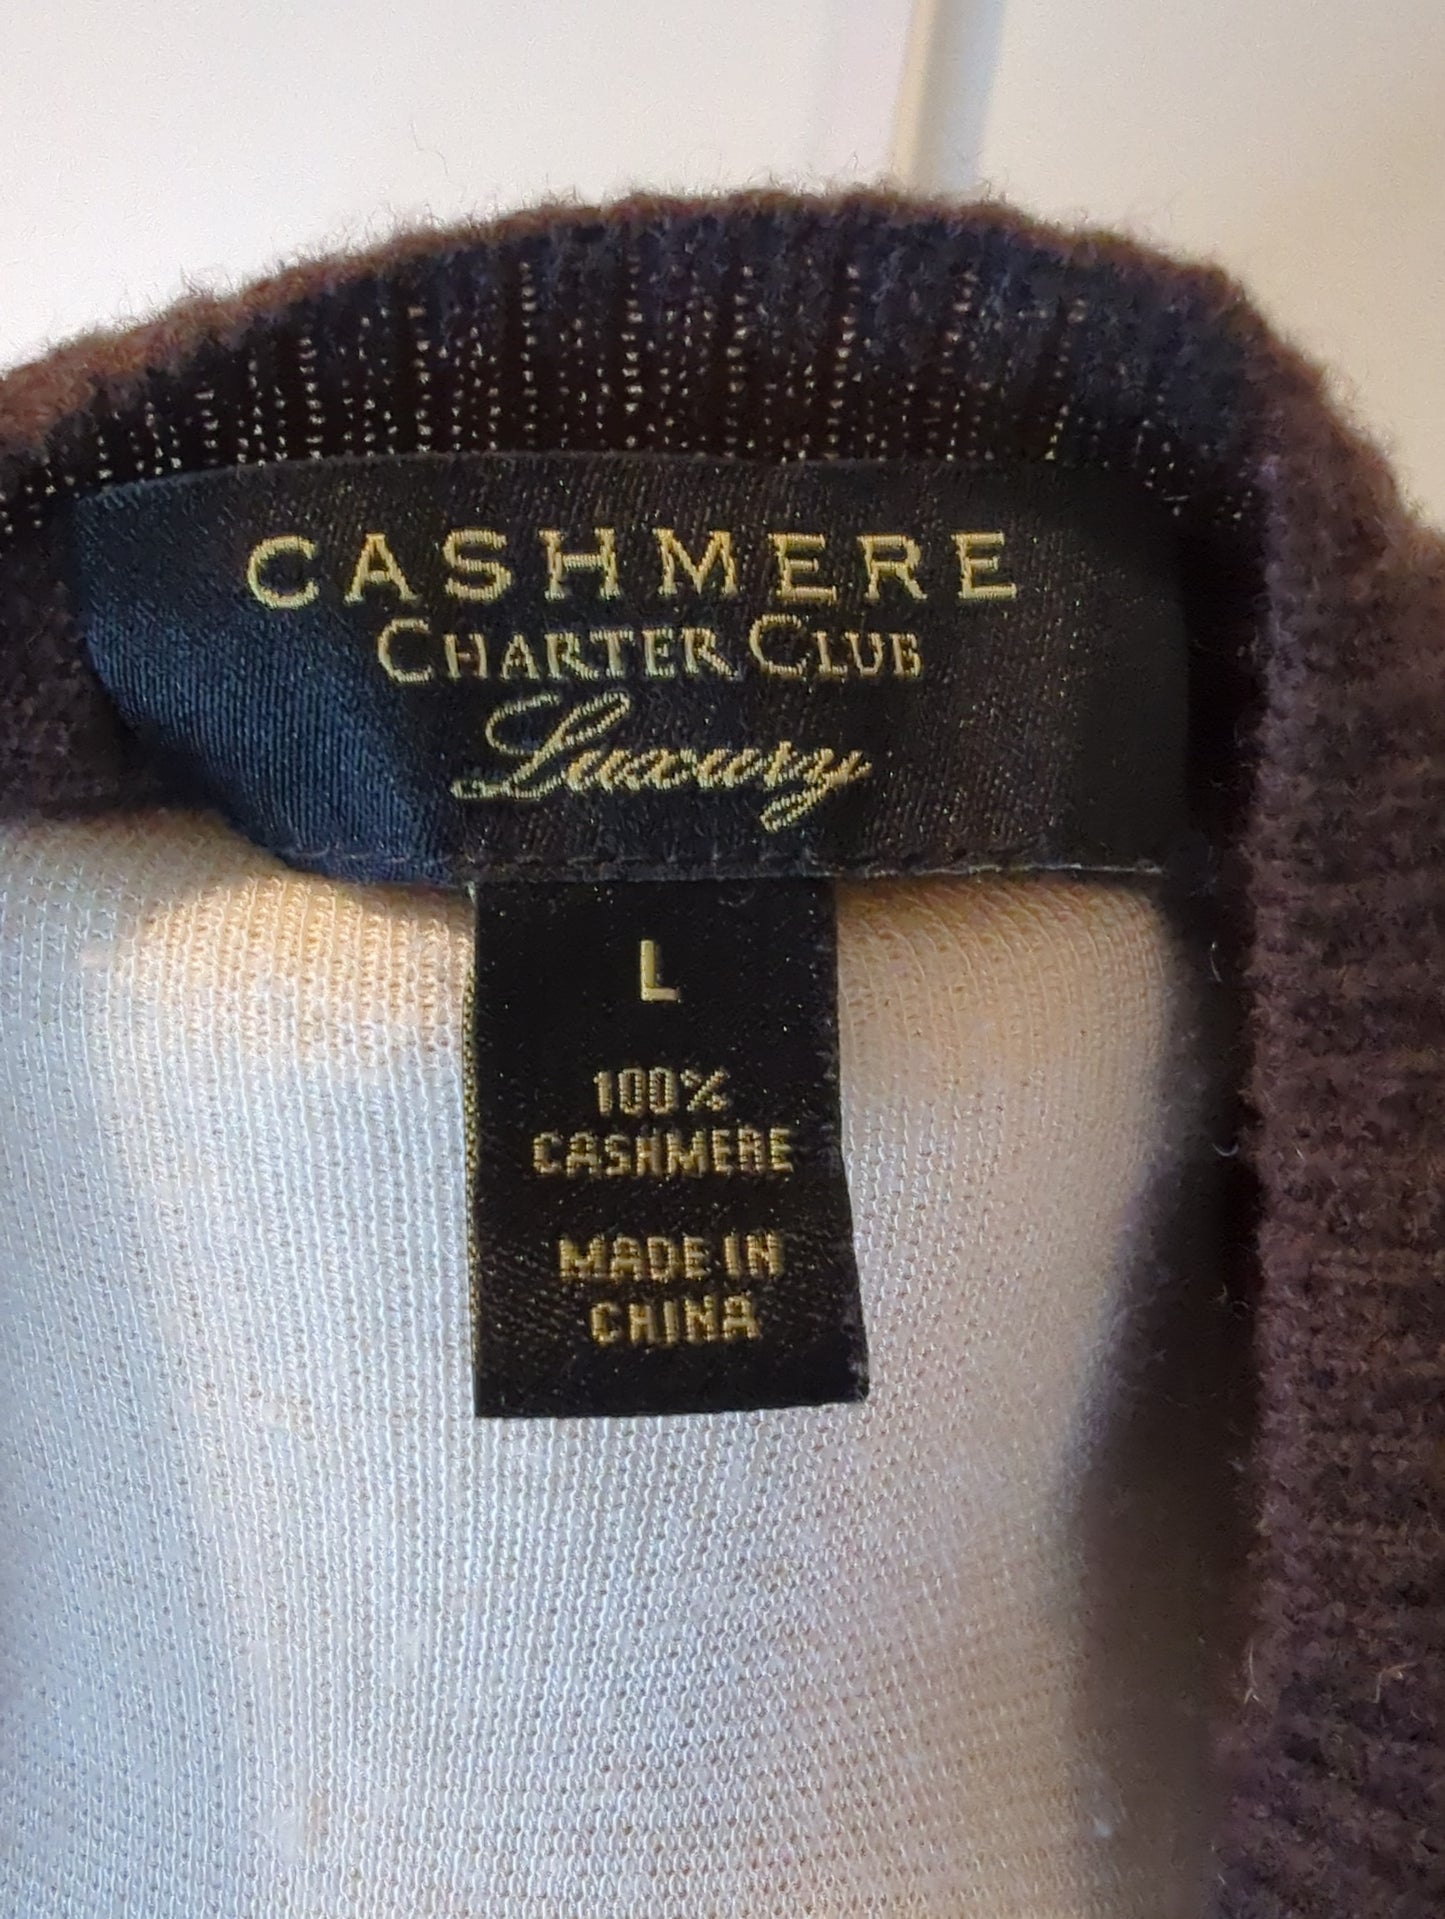 CASHMERE
CHARTER CLUB
Luxury
L
100%
CASHMERE
MADE IN
CHINA